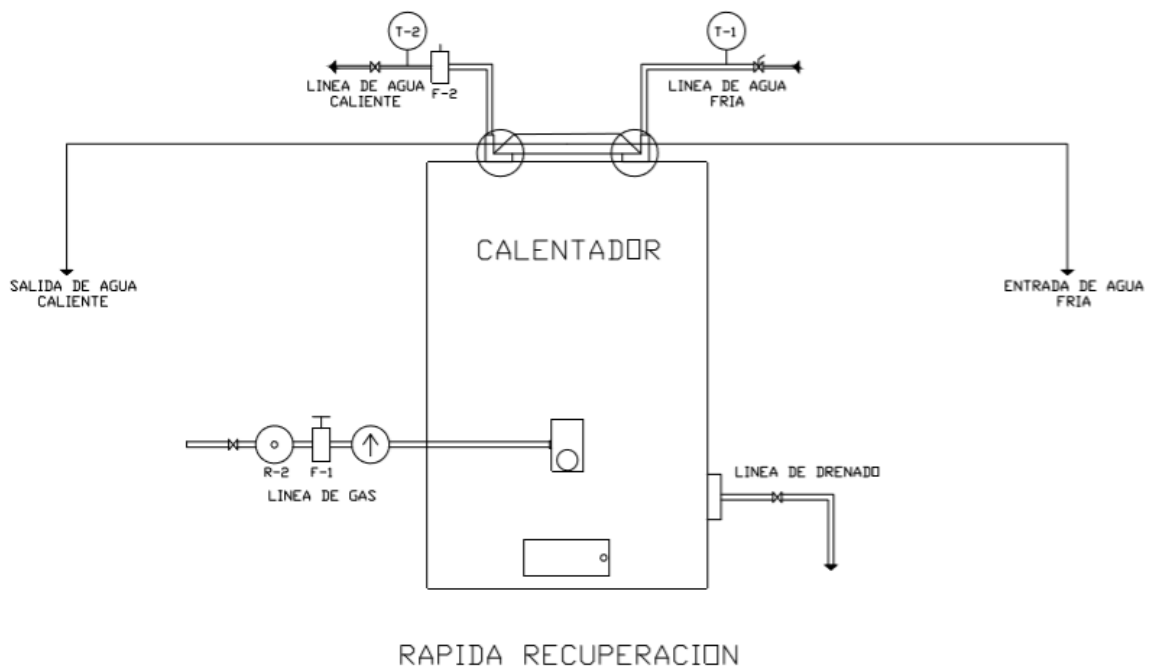 T-2
T-1
LINEA DE AGUA
CALIENTE
F-2
LINEA DE AGUA
FRIA
CALENTADOR
SALIDA DE AGUA
CALIENTE
ENTRADA DE AGUA
FRIA
R-2
F-1
LINEA DE GAS
LINEA DE DRENADO
RAPIDA RECUPERACION